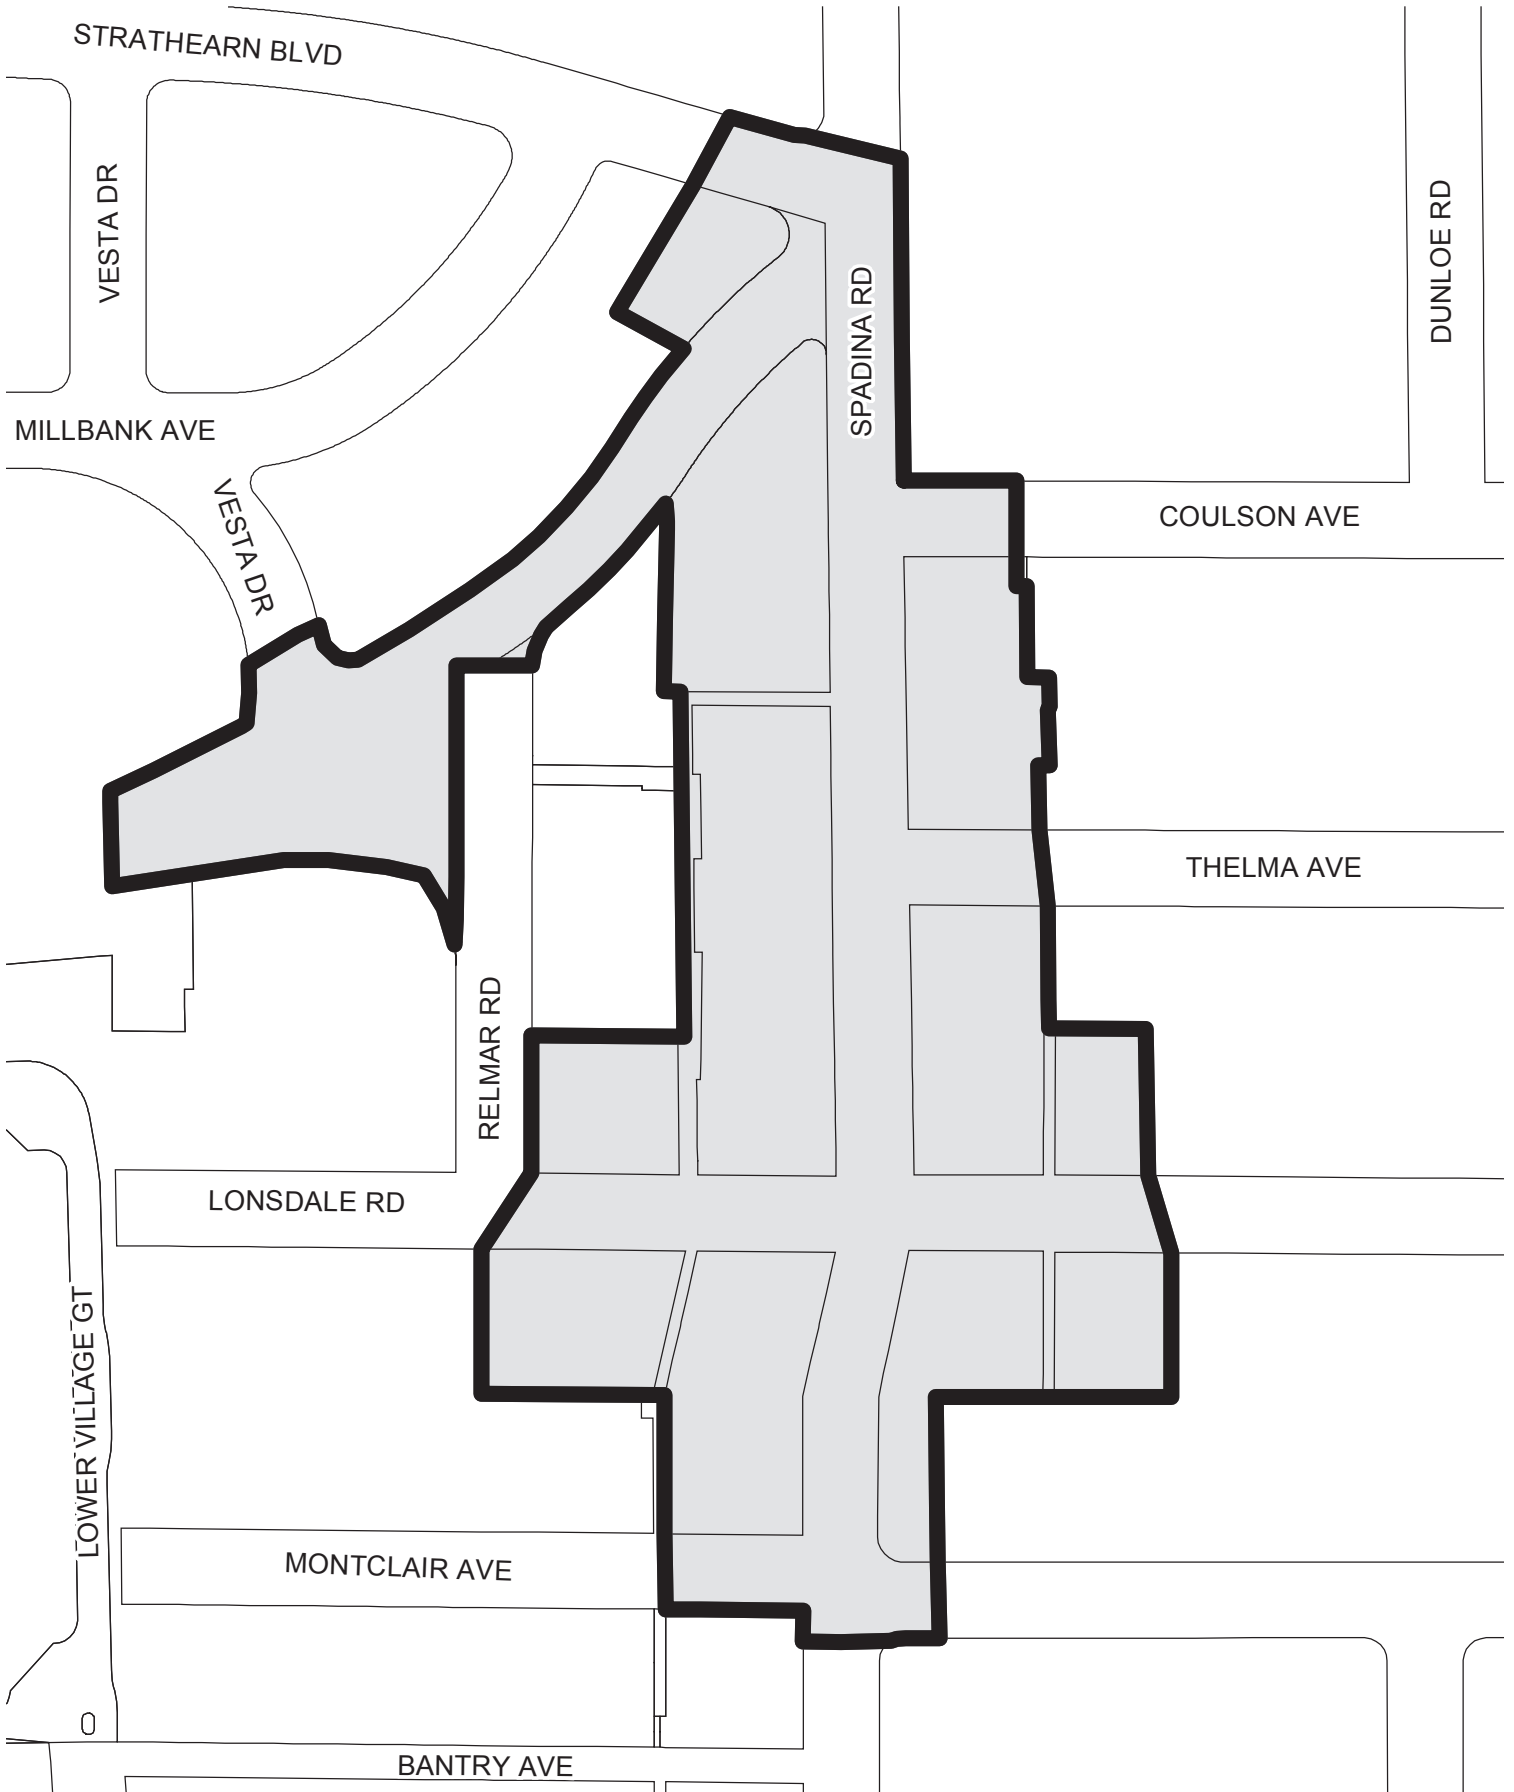 STRATHEARN BLVD
VESTA DR
DUNLOE RD
SPADINA RD
MILLBANK AVE
VESTA DR
COULSON AVE
THELMA AVE
RELMAR RD
LONSDALE RD
LOWER VILLAGE GT
MONTCLAIR AVE
BANTRY AVE